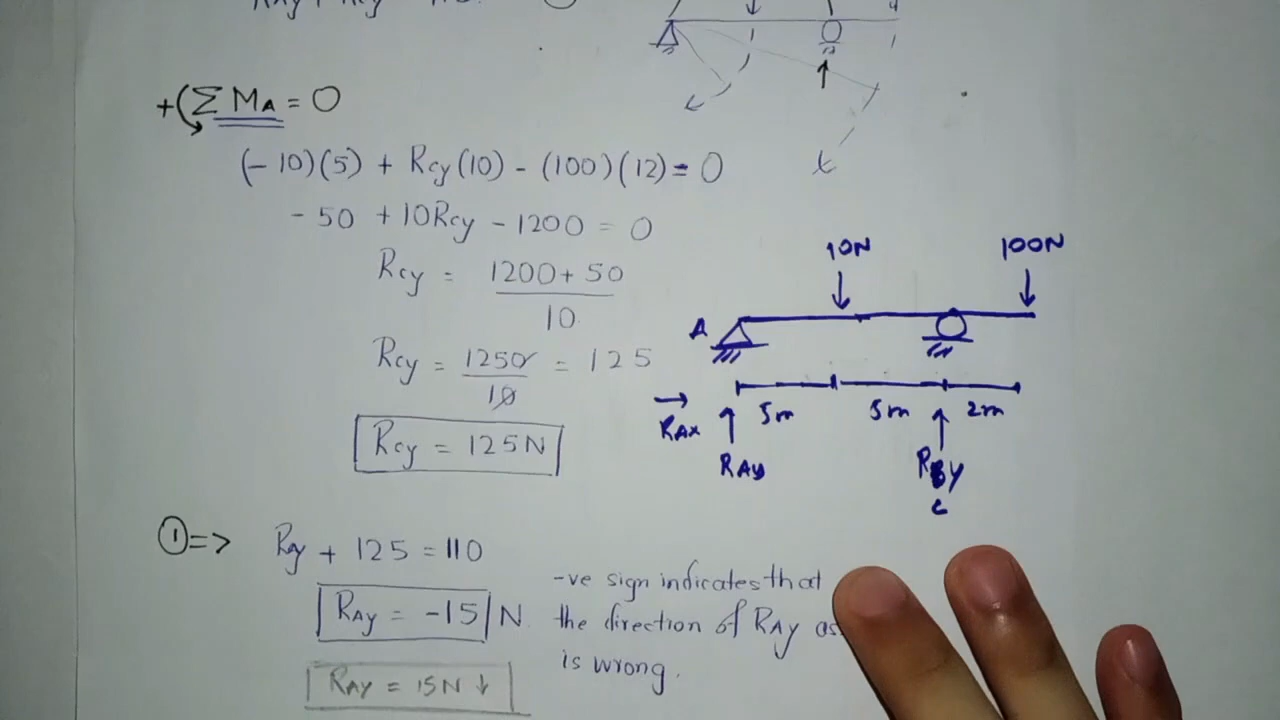 +( Σ MA = 0
(-10)(5) + Rcy(10) - (100)(12) = 0
- 50 + 10Rcy - 1200 = 0
Rcy = 1200 + 50
10
Rcy = 1250 = 125
10
Rcy = 125N
① => RAy + 125 = 110
RAy = -15 N
RAY = 15N ↓
-ve sign indicates that
the direction of RAY as
is wrong.
10N
100N
A
5m
5m
2m
RAX
RAy
y
c